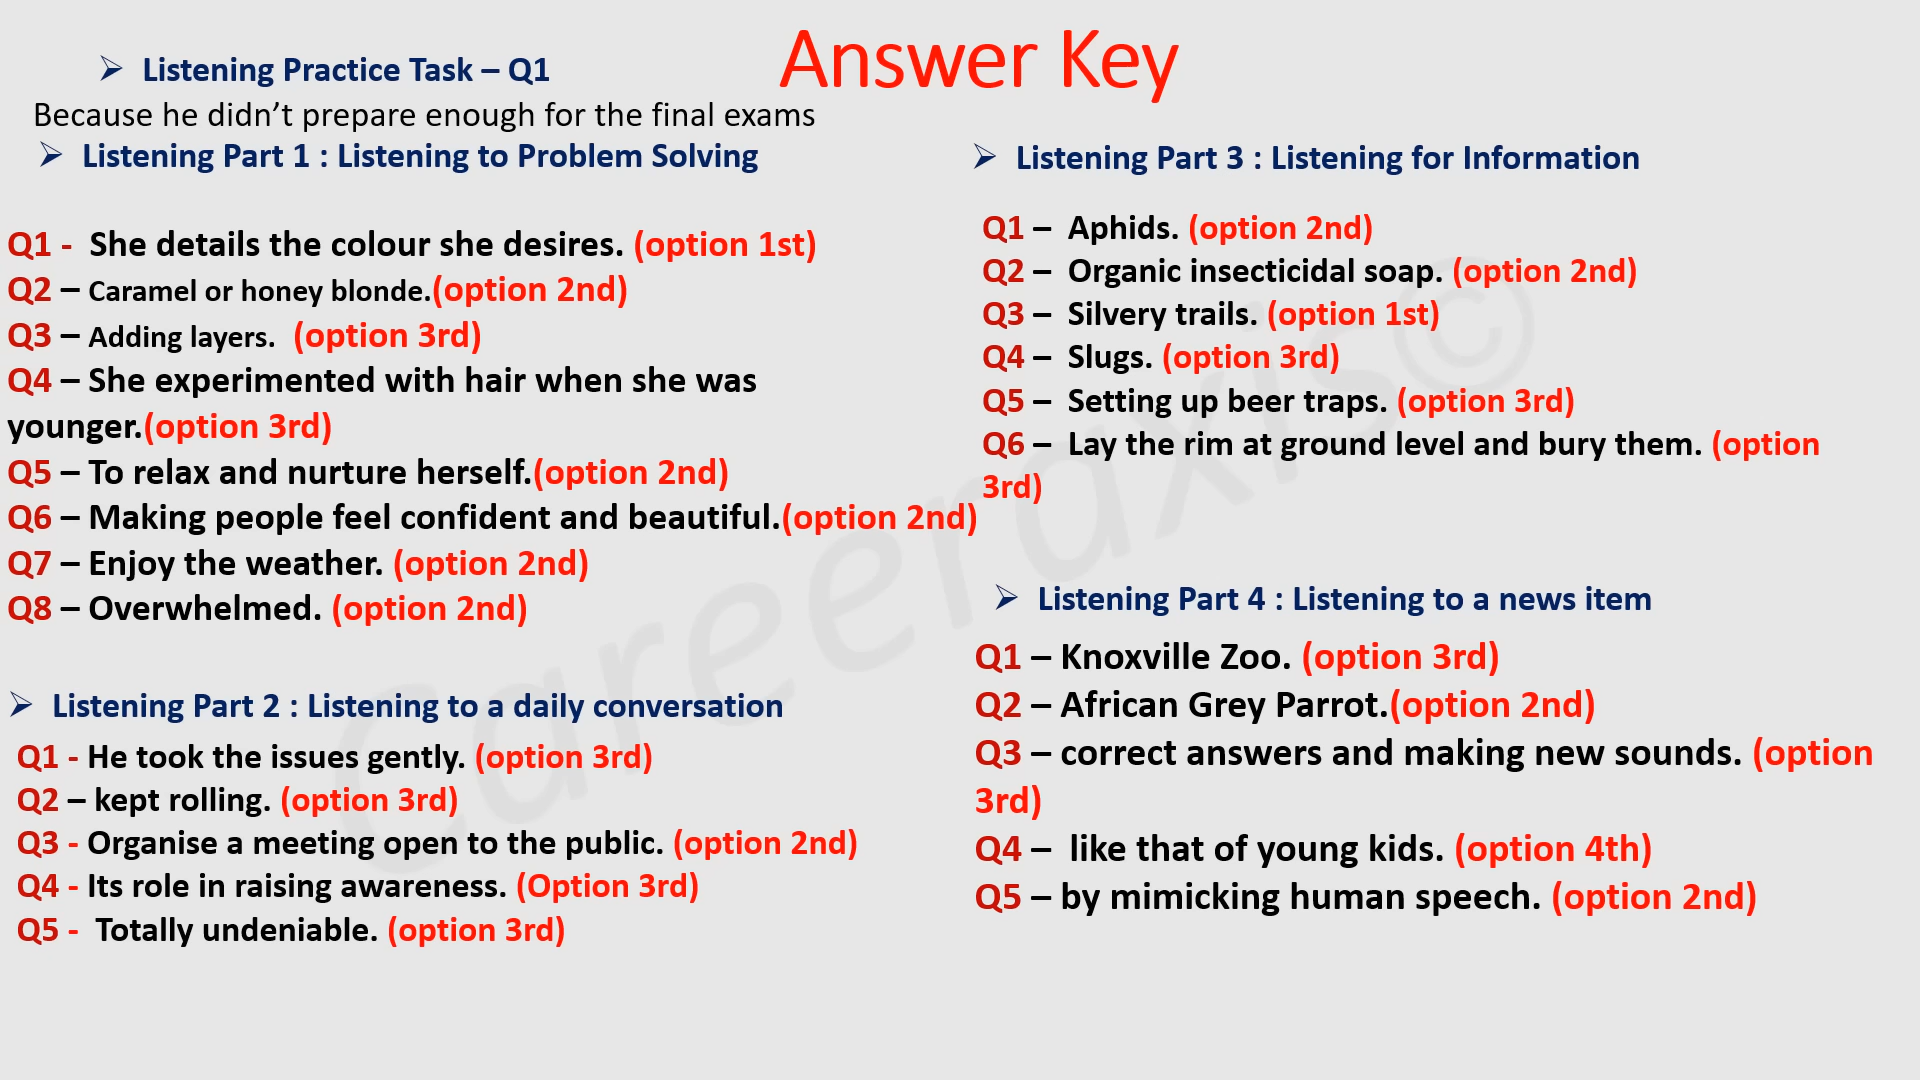 Answer Key
➢ Listening Practice Task – Q1
Because he didn’t prepare enough for the final exams
➢ Listening Part 1 : Listening to Problem Solving
Q1 - She details the colour she desires. (option 1st)
Q2 – Caramel or honey blonde.(option 2nd)
Q3 – Adding layers. (option 3rd)
Q4 – She experimented with hair when she was
younger.(option 3rd)
Q5 – To relax and nurture herself.(option 2nd)
Q6 – Making people feel confident and beautiful.(option 2nd)
Q7 – Enjoy the weather. (option 2nd)
Q8 – Overwhelmed. (option 2nd)
➢ Listening Part 2 : Listening to a daily conversation
Q1 - He took the issues gently. (option 3rd)
Q2 – kept rolling. (option 3rd)
Q3 - Organise a meeting open to the public. (option 2nd)
Q4 - Its role in raising awareness. (Option 3rd)
Q5 - Totally undeniable. (option 3rd)
➢ Listening Part 3 : Listening for Information
Q1 – Aphids. (option 2nd)
Q2 – Organic insecticidal soap. (option 2nd)
Q3 – Silvery trails. (option 1st)
Q4 – Slugs. (option 3rd)
Q5 – Setting up beer traps. (option 3rd)
Q6 – Lay the rim at ground level and bury them. (option
3rd)
➢ Listening Part 4 : Listening to a news item
Q1 – Knoxville Zoo. (option 3rd)
Q2 – African Grey Parrot.(option 2nd)
Q3 – correct answers and making new sounds. (option
3rd)
Q4 – like that of young kids. (option 4th)
Q5 – by mimicking human speech. (option 2nd)
Careeraxis©